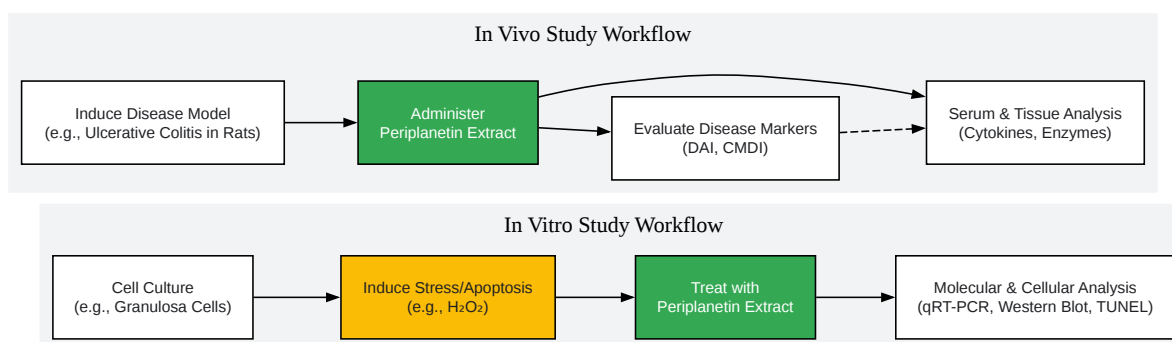 In Vivo Study Workflow
Induce Disease Model
(e.g., Ulcerative Colitis in Rats)
Administer
Periplanetin Extract
Evaluate Disease Markers
(DAI, CMDI)
Serum & Tissue Analysis
(Cytokines, Enzymes)
In Vitro Study Workflow
Cell Culture
(e.g., Granulosa Cells)
Induce Stress/Apoptosis
(e.g., H₂O₂)
Treat with
Periplanetin Extract
Molecular & Cellular Analysis
(qRT-PCR, Western Blot, TUNEL)